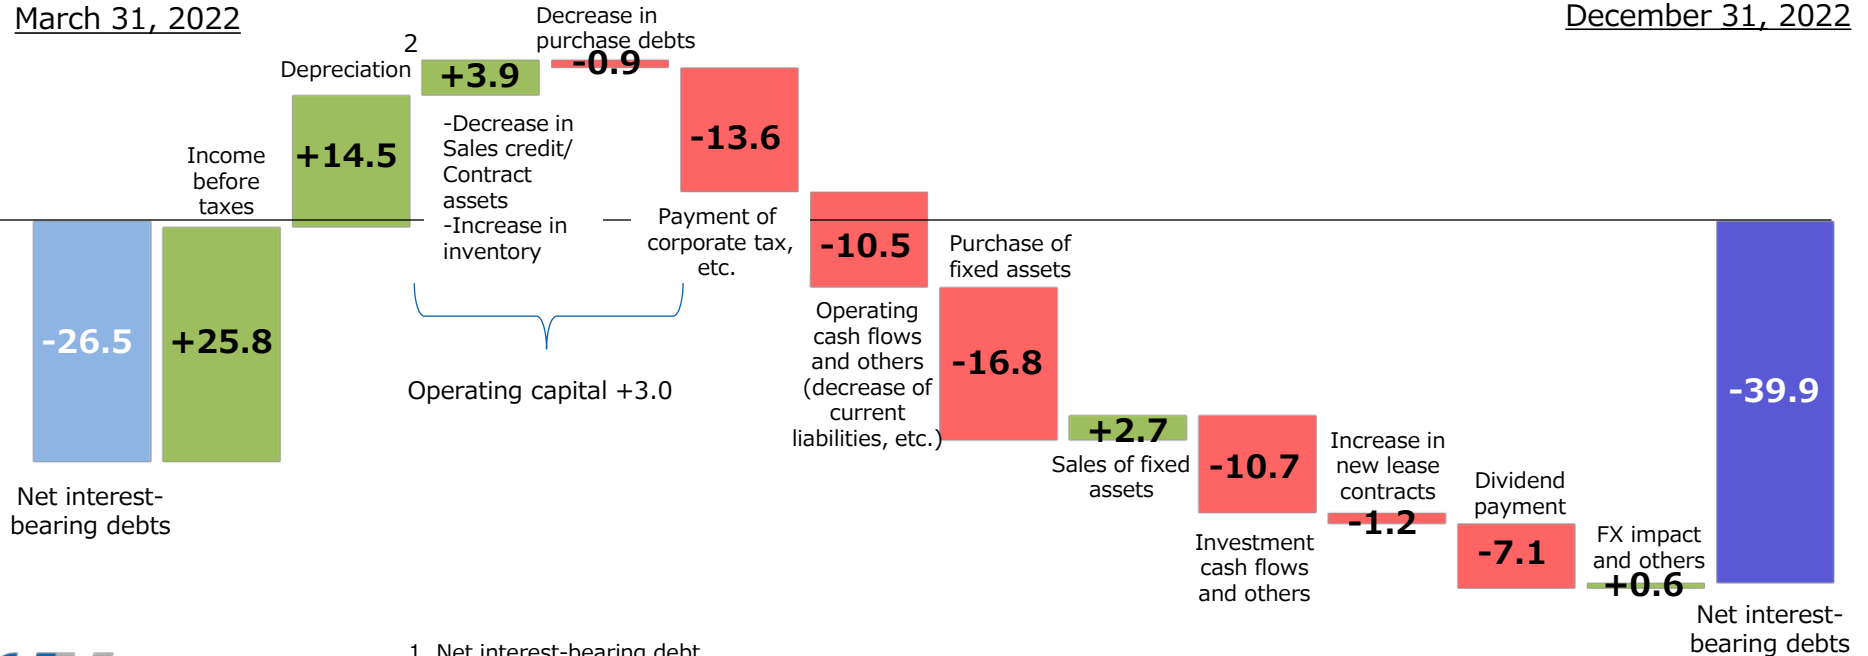 March 31, 2022
December 31, 2022
2
Decrease in
purchase debts
-0.9
Depreciation
+3.9
Income
before
taxes
+14.5
-Decrease in
Sales credit/
Contract
assets
-Increase in
inventory
-13.6
Payment of
corporate tax,
etc.
-10.5
Purchase of
fixed assets
-26.5
+25.8
Operating capital +3.0
Operating
cash flows
and others
(decrease of
current
liabilities, etc.)
-16.8
+2.7
Sales of fixed
assets
-10.7
Increase in
new lease
contracts
-1.2
Dividend
payment
-39.9
Net interest-
bearing debts
Investment
cash flows
and others
-7.1
FX impact
and others
+0.6
Net interest-
bearing debts
1 Net interest-bearing debt